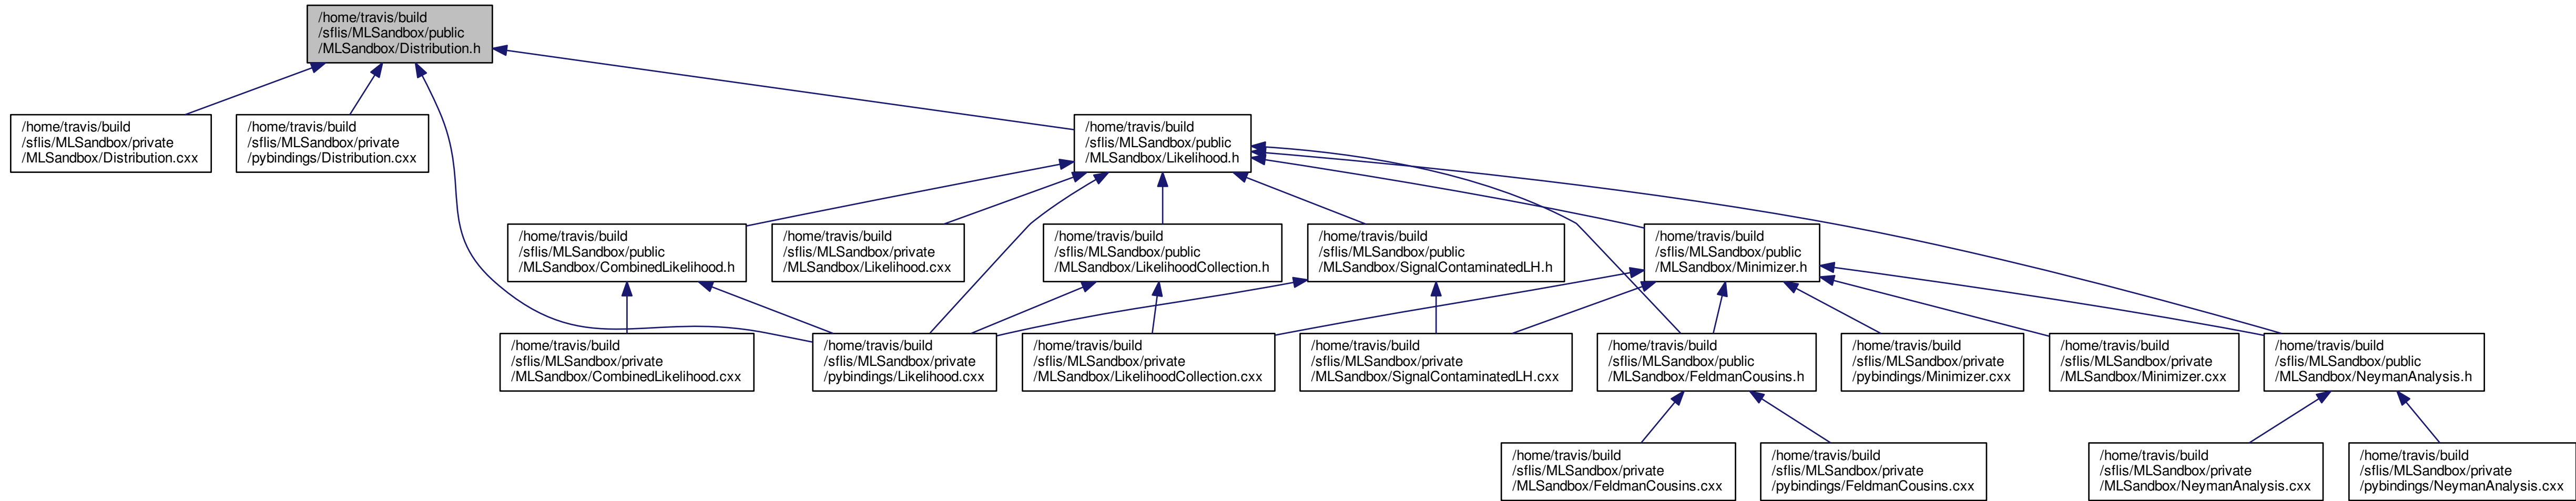 /home/travis/build
/sflis/MLSandbox/public
/MLSandbox/Distribution.h
/home/travis/build
/sflis/MLSandbox/private
/MLSandbox/Distribution.cxx
/home/travis/build
/sflis/MLSandbox/private
/pybindings/Distribution.cxx
/home/travis/build
/sflis/MLSandbox/public
/MLSandbox/Likelihood.h
/home/travis/build
/sflis/MLSandbox/public
/MLSandbox/CombinedLikelihood.h
/home/travis/build
/sflis/MLSandbox/private
/MLSandbox/Likelihood.cxx
/home/travis/build
/sflis/MLSandbox/public
/MLSandbox/LikelihoodCollection.h
/home/travis/build
/sflis/MLSandbox/public
/MLSandbox/SignalContaminatedLH.h
/home/travis/build
/sflis/MLSandbox/public
/MLSandbox/Minimizer.h
/home/travis/build
/sflis/MLSandbox/private
/MLSandbox/CombinedLikelihood.cxx
/home/travis/build
/sflis/MLSandbox/private
/pybindings/Likelihood.cxx
/home/travis/build
/sflis/MLSandbox/private
/MLSandbox/LikelihoodCollection.cxx
/home/travis/build
/sflis/MLSandbox/private
/MLSandbox/SignalContaminatedLH.cxx
/home/travis/build
/sflis/MLSandbox/public
/MLSandbox/FeldmanCousins.h
/home/travis/build
/sflis/MLSandbox/private
/pybindings/Minimizer.cxx
/home/travis/build
/sflis/MLSandbox/private
/MLSandbox/Minimizer.cxx
/home/travis/build
/sflis/MLSandbox/public
/MLSandbox/NeymanAnalysis.h
/home/travis/build
/sflis/MLSandbox/private
/MLSandbox/FeldmanCousins.cxx
/home/travis/build
/sflis/MLSandbox/private
/pybindings/FeldmanCousins.cxx
/home/travis/build
/sflis/MLSandbox/private
/MLSandbox/NeymanAnalysis.cxx
/home/travis/build
/sflis/MLSandbox/private
/pybindings/NeymanAnalysis.cxx